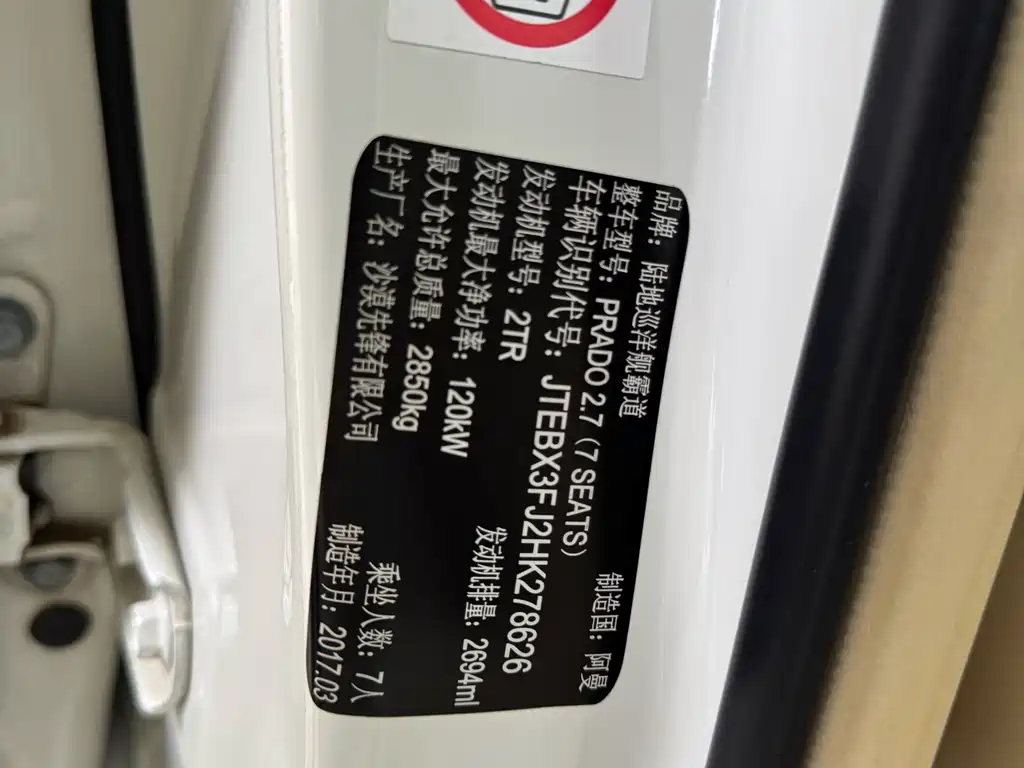 品牌：陆地巡洋舰霸道 制造国：阿曼
整车型号：PRADO 2.7（7 SEATS）
车辆识别代号：JTEBX3FJ2HK278626
发动机型号：2TR 发动机排量：2694ml
发动机最大净功率：120kW
最大允许总质量：2850kg 乘坐人数：7人
生产厂名：沙漠先锋有限公司 制造年月：2017.03